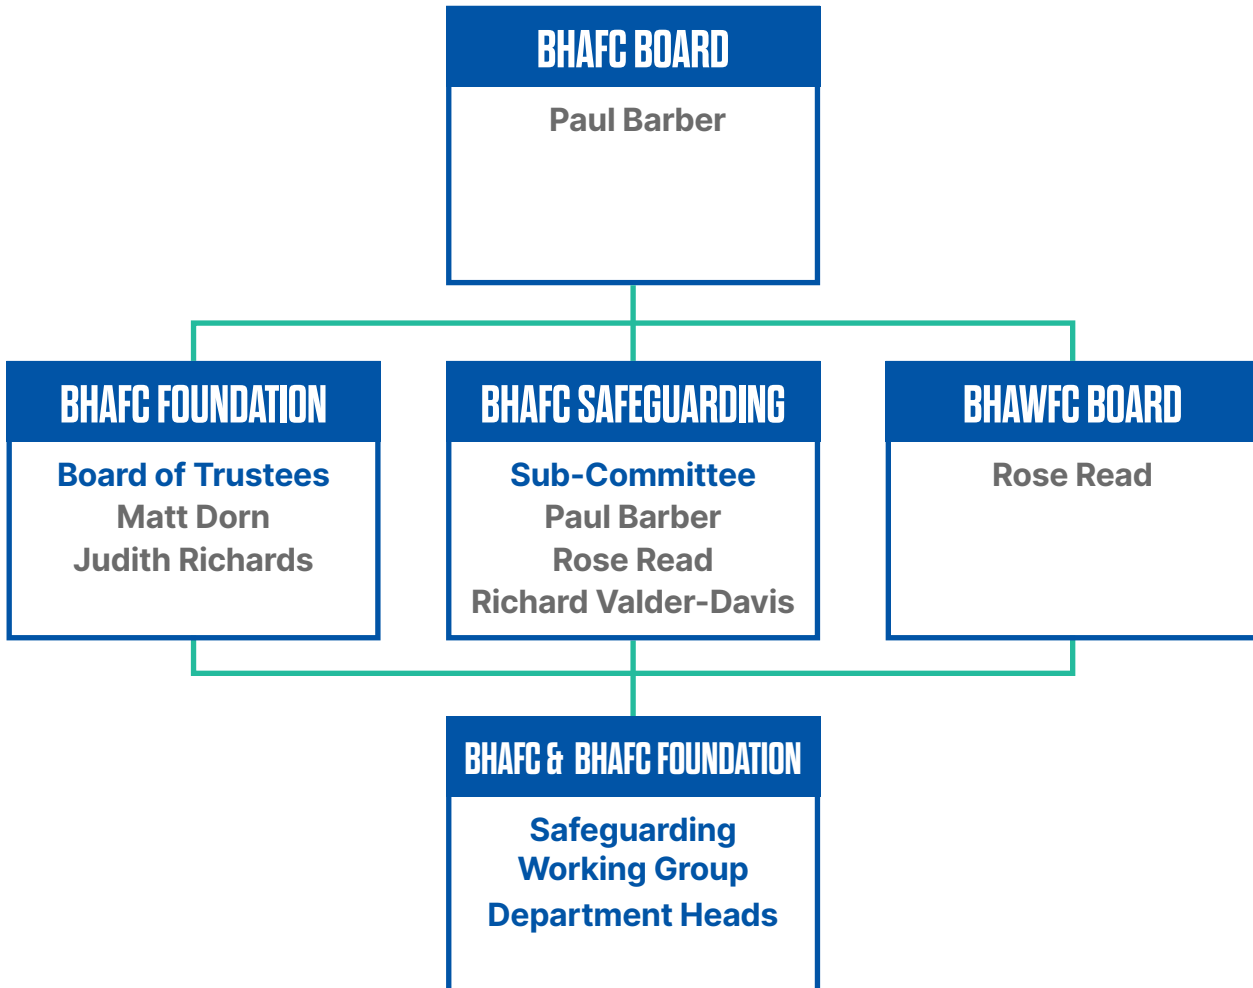 BHAFC BOARD
Paul Barber
BHAFC FOUNDATION
Board of Trustees
Matt Dorn
Judith Richards
BHAFC SAFEGUARDING
Sub-Committee
Paul Barber
Rose Read
Richard Valder-Davis
BHAWFC BOARD
Rose Read
BHAFC & BHAFC FOUNDATION
Safeguarding
Working Group
Department Heads